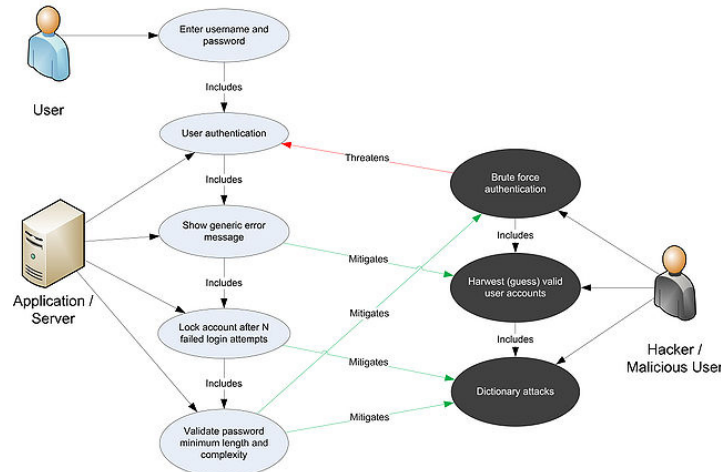 Enter username and
password
User
Includes
User authentication
Threatens
Brute force
authentication
Includes
Show generic error
message
Includes
Mitigates
Harwest (guess) valid
user accounts
Application /
Server
Includes
Mitigates
Lock account after N
failed login attempts
Includes
Hacker /
Malicious User
Mitigates
Dictionary attacks
Includes
Mitigates
Validate password
minimum length and
complexity